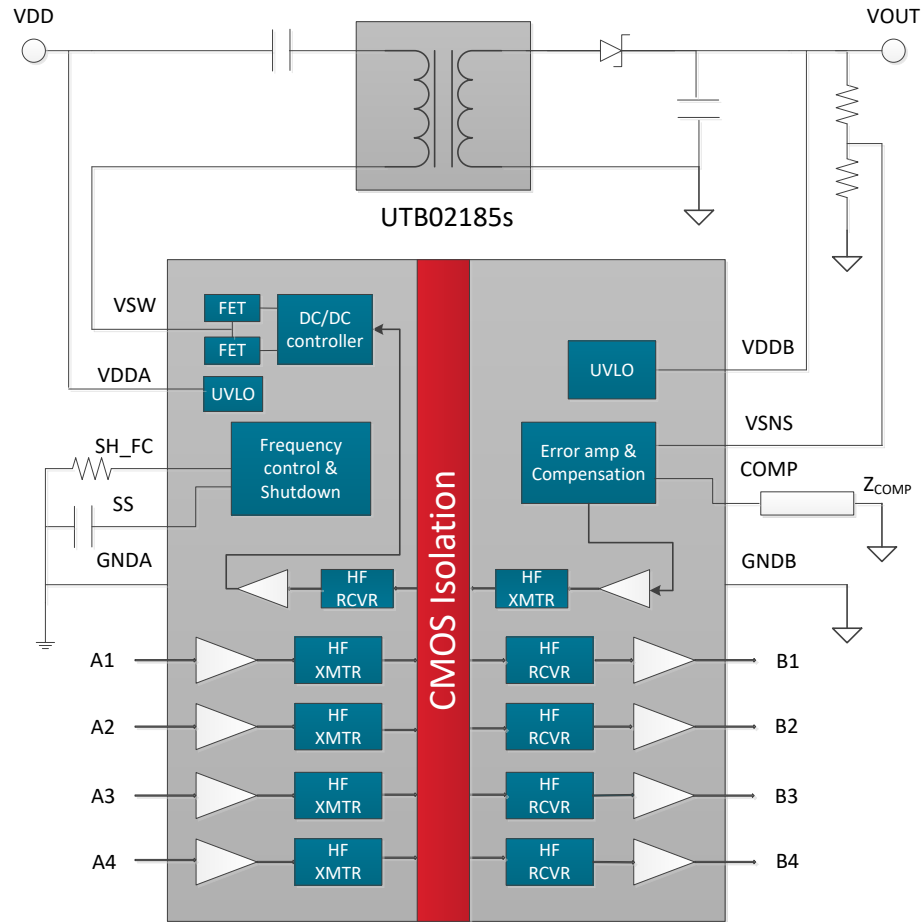 VDD
VOUT
UTB02185s
VSW
FET
FET
DC/DC
controller
VDDA
UVLO
UVLO
VDDB
SH_FC
Frequency
control &
Shutdown
Error amp &
Compensation
VSNS
COMP
ZCOMP
SS
GNDA
GNDB
HF
RCVR
CMOS Isolation
HF
XMTR
A1
HF
XMTR
HF
RCVR
B1
A2
HF
XMTR
HF
RCVR
B2
A3
HF
XMTR
HF
RCVR
B3
A4
HF
XMTR
HF
RCVR
B4